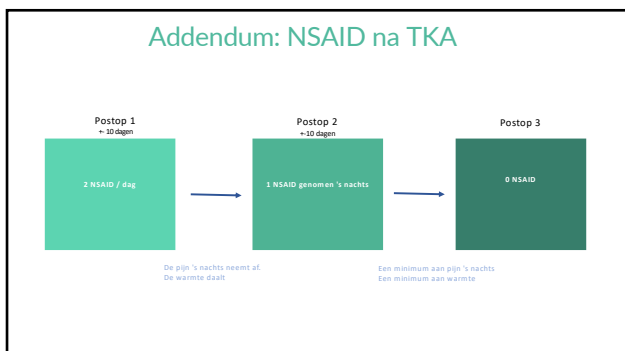 Addendum: NSAID na TKA
Postop 1
+- 10 dagen
Postop 2
+-10 dagen
Postop 3
2 NSAID / dag
1 NSAID genomen 's nachts
0 NSAID
De pijn 's nachts neemt af.
De warmte daalt
Een minimum aan pijn 's nachts
Een minimum aan warmte